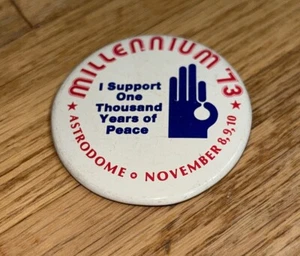 MILLENNIUM '73
I Support
One
Thousand
Years of
Peace
★ ASTRODOME o NOVEMBER 8,9,10 ★